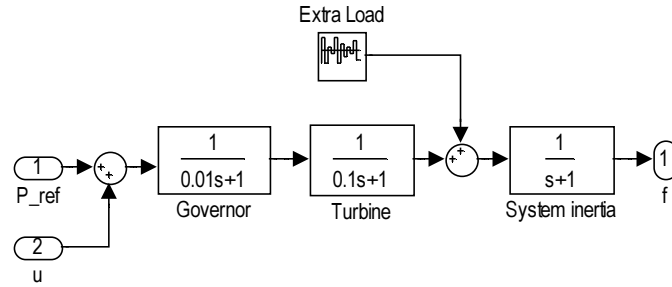 Extra Load
1
P_ref
2
u
+
+
1
0.01s+1
Governor
1
0.1s+1
Turbine
+
+
1
s+1
System inertia
1
f